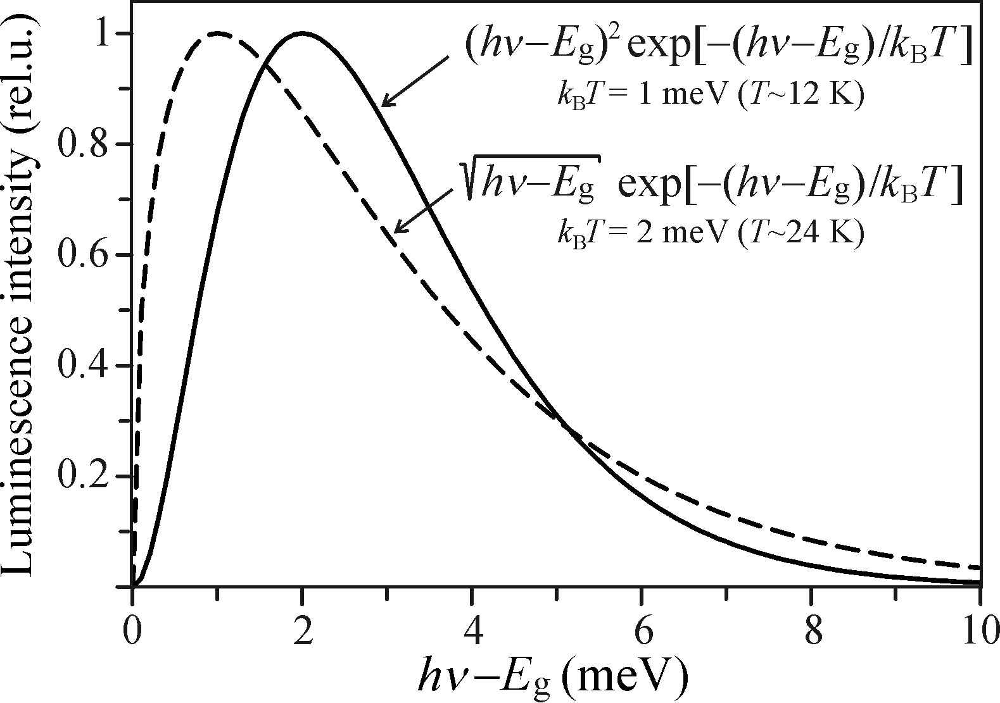 Luminescence intensity (rel.u.)
1
0.8
0.6
0.4
0.2
(hν−Eg)² exp[−(hν−Eg)/kBT]
kBT = 1 meV (T~12 K)
√hν−Eg exp[−(hν−Eg)/kBT]
kBT = 2 meV (T~24 K)
0 2 4 6 8 10
hν−Eg (meV)